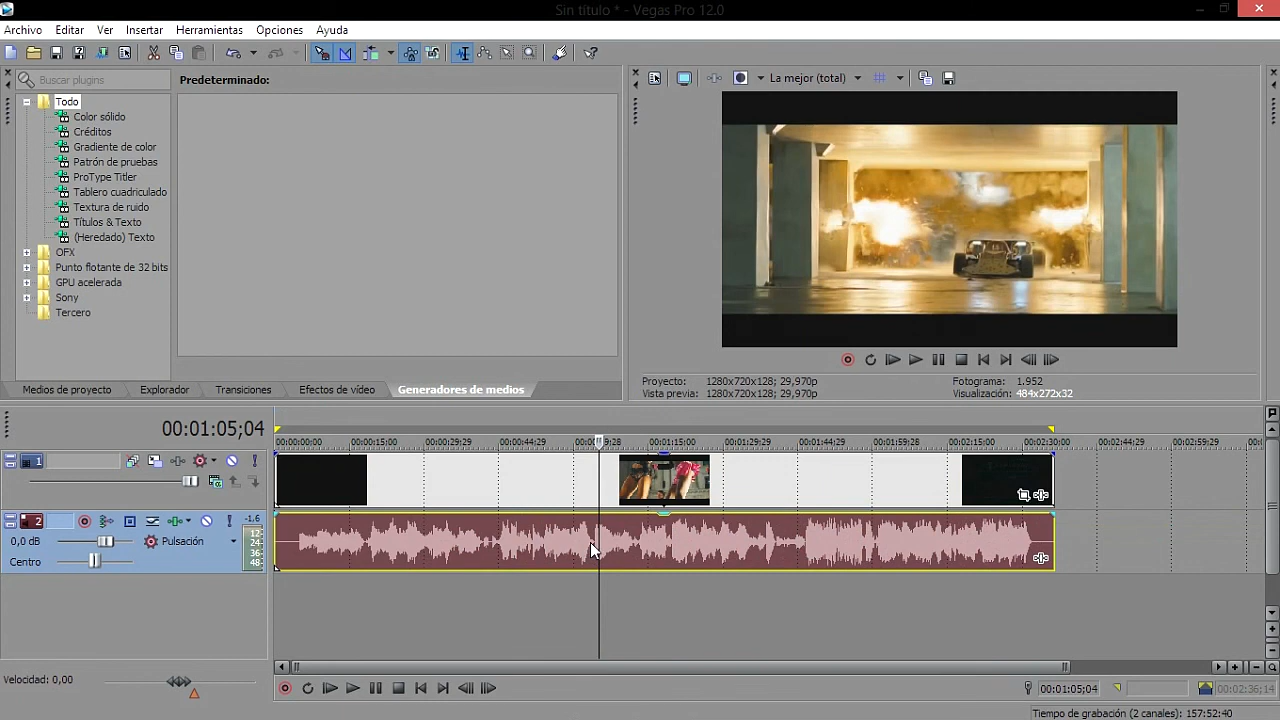 Sin título * - Vegas Pro 12.0
Archivo Editar Ver Insertar Herramientas Opciones Ayuda
Buscar plugins
Predeterminado:
La mejor (total)
Todo
Color sólido
Créditos
Gradiente de color
Patrón de pruebas
ProType Titler
Tablero cuadriculado
Textura de ruido
Títulos & Texto
(Heredado) Texto
OFX
Punto flotante de 32 bits
GPU acelerada
Sony
Tercero
Medios de proyecto Explorador Transiciones Efectos de vídeo Generadores de medios
Proyecto: 1280x720x128; 29,970p Fotograma: 1.952
Vista previa: 1280x720x128; 29,970p Visualización: 484x272x32
00:01:05;04
00:00:00;00 00:00:15;00 00:00:29;29 00:00:44;29 9;28 00:01:15;00 00:01:29;29 00:01:44;29 00:01:59;28 00:02:15;00 00:02:30;00 00:02:44;29 00:02:59;29
1
2
-1,6
12
24
36
48
0,0 dB Pulsación
Centro
Velocidad: 0,00
00:01:05;04 00:02:36;14
Tiempo de grabación (2 canales): 157:52:40